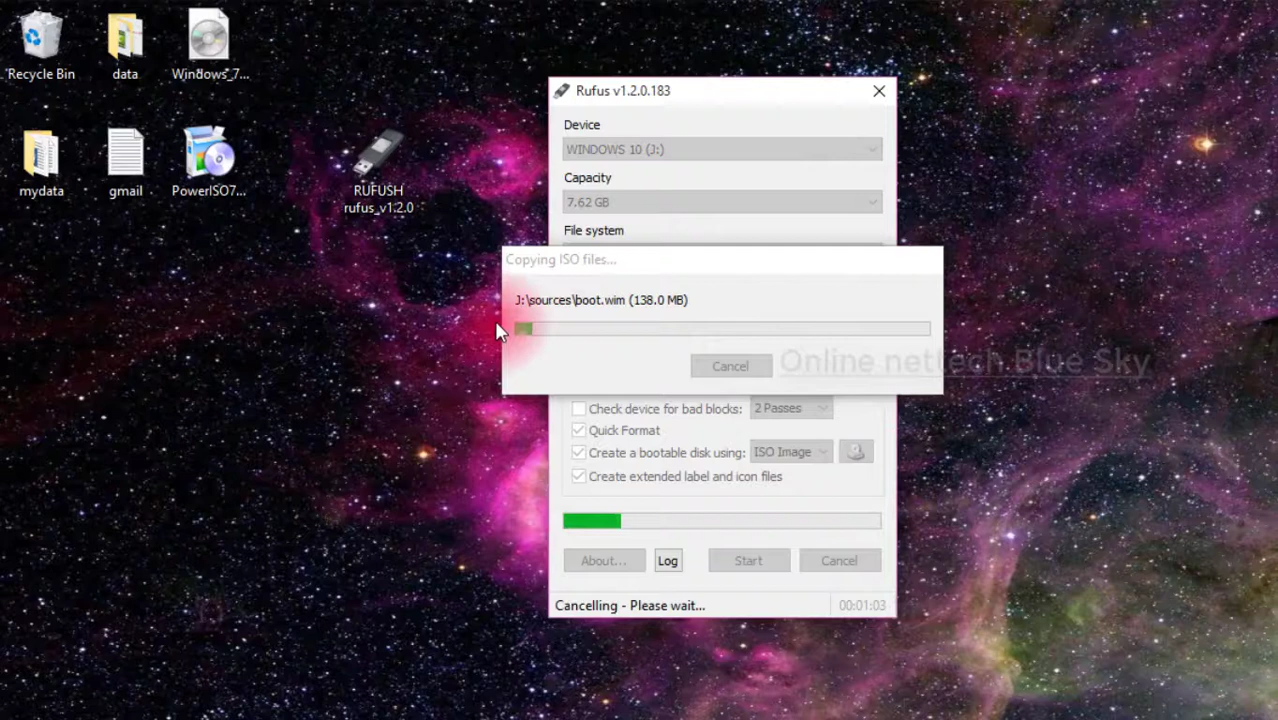 Recycle Bin
data
Windows_7...
mydata
gmail
PowerISO7...
RUFUSH
rufus_v1.2.0
Rufus v1.2.0.183
Device
WINDOWS 10 (J:)
Capacity
7.62 GB
File system
Copying ISO files...
J:\sources\boot.wim (138.0 MB)
Cancel
Online nettech Blue Sky
Check device for bad blocks: 2 Passes
Quick Format
Create a bootable disk using: ISO Image
Create extended label and icon files
About... Log Start Cancel
Cancelling - Please wait... 00:01:03